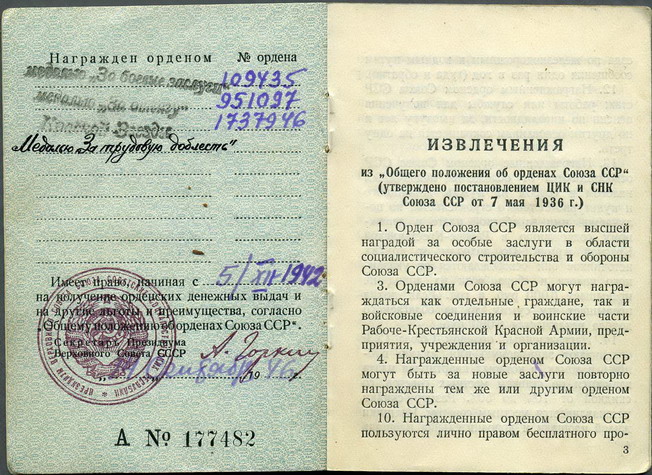 Награжден орденом № ордена
медалью „За боевые заслуги“ 109435
медалью „За отвагу“ 951097
Красной Звезды 1737946
Медалю „За трудовую доблесть“
Имеет право, начиная с 5/XII-1942
на получение орденских денежных выдач и
на другие льготы и преимущества, согласно
„Общему положению об орденах Союза ССР“.
Секретарь Президиума
Верховного Совета ССCР А. Горкин
декабря 1946 г.
А № 177482
ИЗВЛЕЧЕНИЯ
из „Общего положения об орденах Союза ССР“
(утверждено постановлением ЦИК и СНК
Союза ССР от 7 мая 1936 г.)
1. Орден Союза ССР является высшей
наградой за особые заслуги в области
социалистического строительства и обороны
Союза ССР.
3. Орденами Союза ССР могут награ-
ждаться как отдельные граждане, так и
войсковые соединения и воинские части
Рабоче-Крестьянской Красной Армии, пред-
приятия, учреждения и организации.
4. Награжденные орденом Союза ССР
могут быть за новые заслуги повторно
награждены тем же или другим орденом
Союза ССР.
10. Награжденные орденом Союза ССР
пользуются лично правом бесплатного про-
3